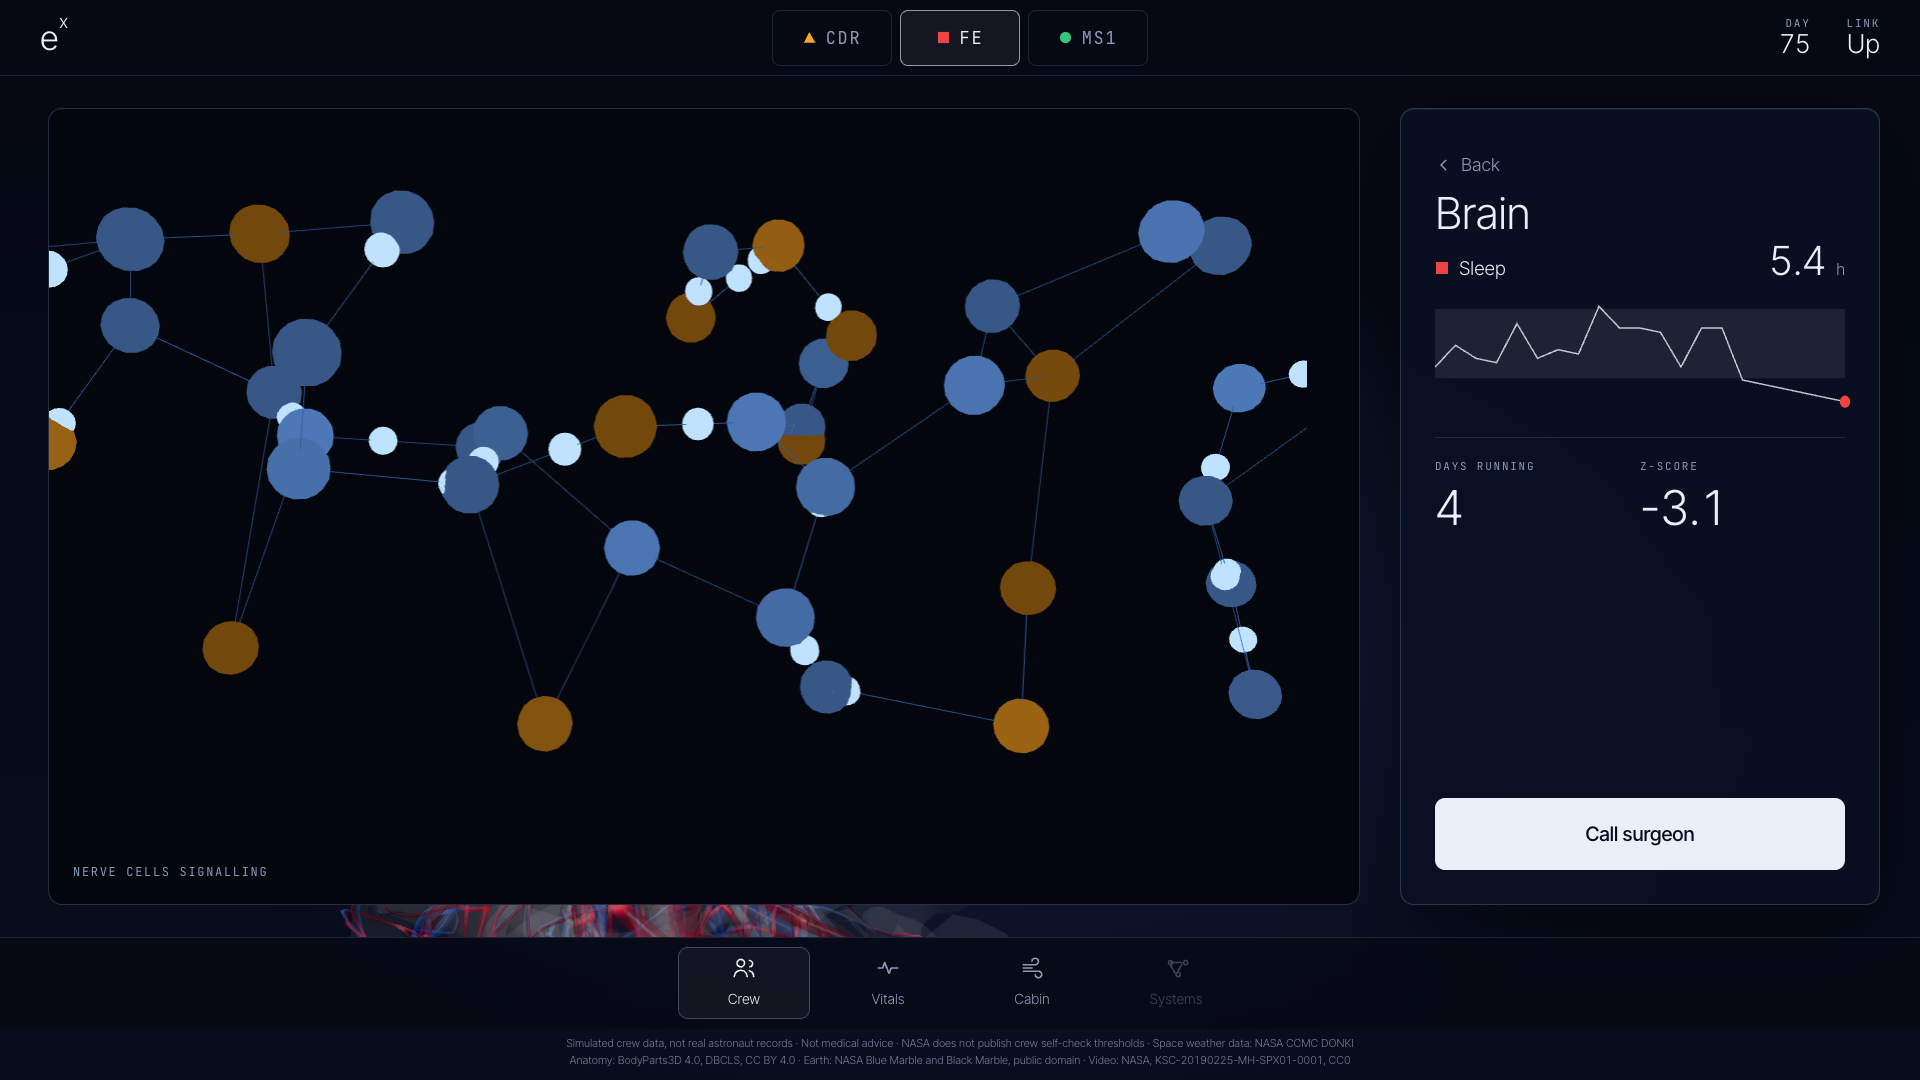 e^x
CDR
FE
MS1
DAY
75
LINK
Up
Back
Brain
Sleep
5.4 h
DAYS RUNNING
4
Z-SCORE
-3.1
Call surgeon
NERVE CELLS SIGNALLING
Crew
Vitals
Cabin
Systems
Simulated crew data, not real astronaut records · Not medical advice · NASA does not publish crew self-check thresholds · Space weather data: NASA CCMC DONKI
Anatomy: BodyParts3D 4.0, DBCLS, CC BY 4.0 · Earth: NASA Blue Marble and Black Marble, public domain · Video: NASA, KSC-20190225-MH-SPX01-0001, CC0